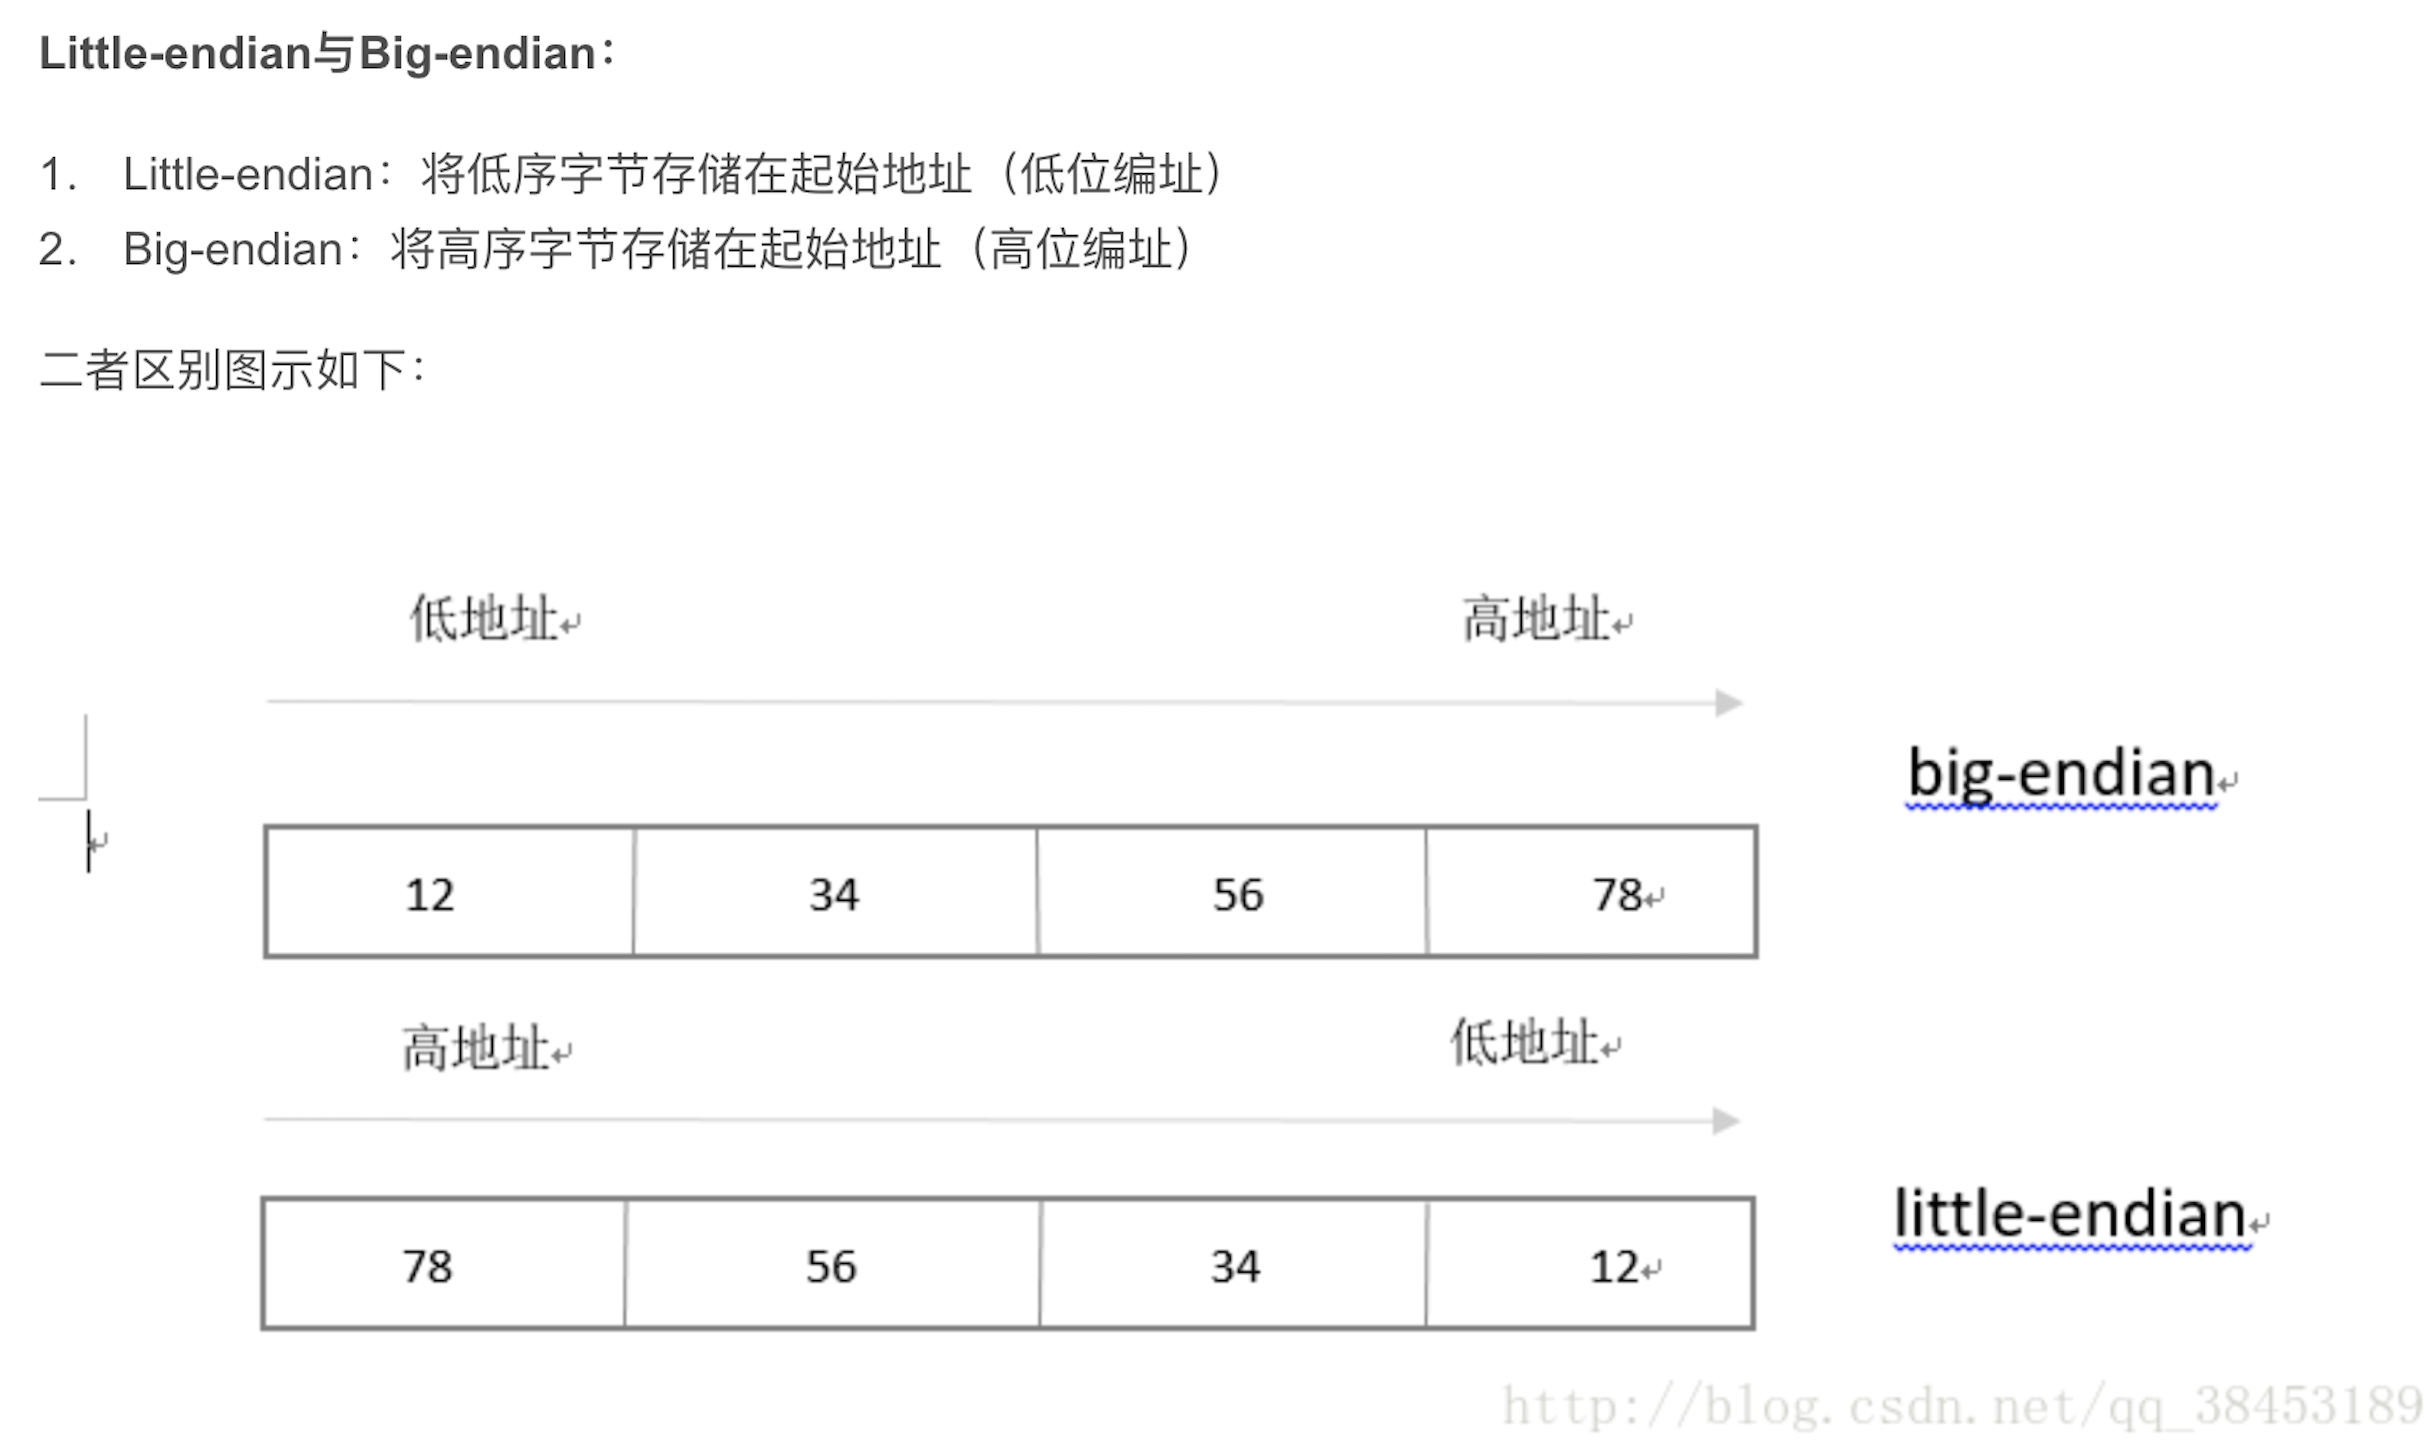 Little-endian与Big-endian：
1. Little-endian：将低序字节存储在起始地址（低位编址）
2. Big-endian：将高序字节存储在起始地址（高位编址）
二者区别图示如下：
低地址 高地址
big-endian
12 34 56 78
高地址 低地址
little-endian
78 56 34 12
http://blog.csdn.net/qq_38453189